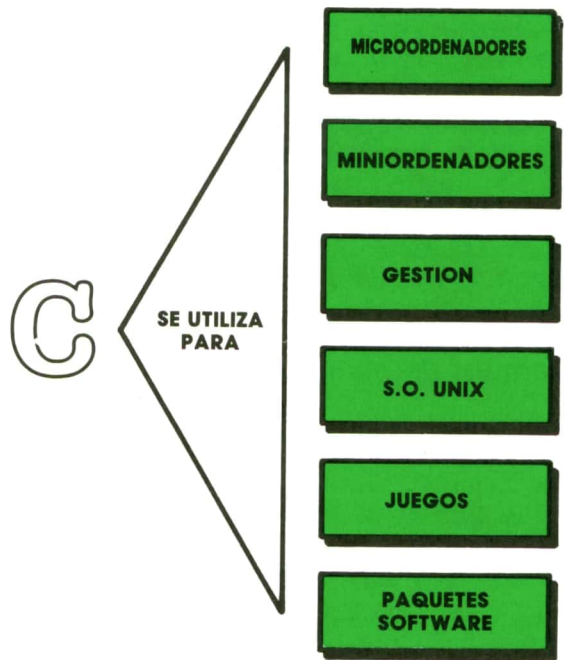 C
SE UTILIZA
PARA
MICROORDENADORES
MINIORDENADORES
GESTION
S.O. UNIX
JUEGOS
PAQUETES
SOFTWARE